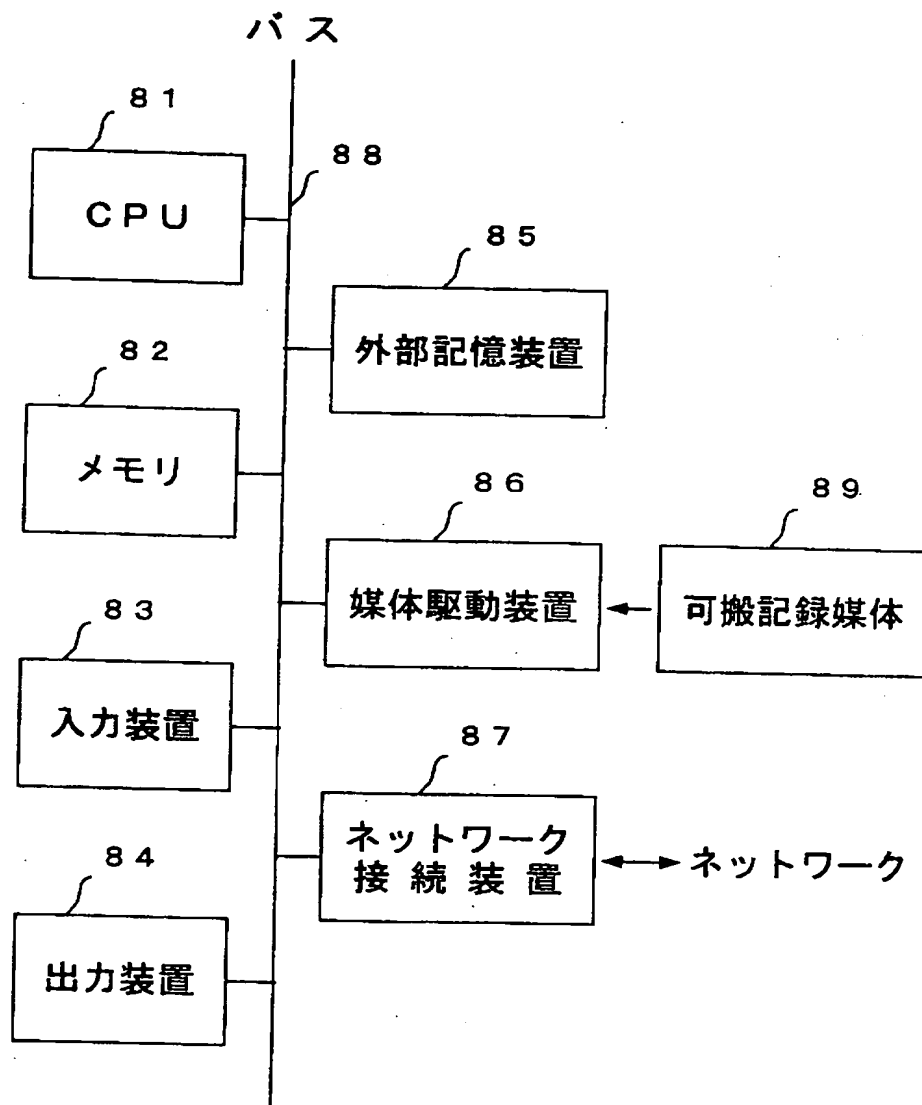 バス
81
CPU
88
85
外部記憶装置
82
メモリ
86
媒体駆動装置
89
可搬記録媒体
83
入力装置
87
ネットワーク
接続装置
ネットワーク
84
出力装置